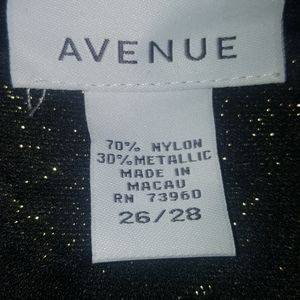 AVENUE
70% NYLON
30% METALLIC
MADE IN
MACAU
RN 73960
26/28